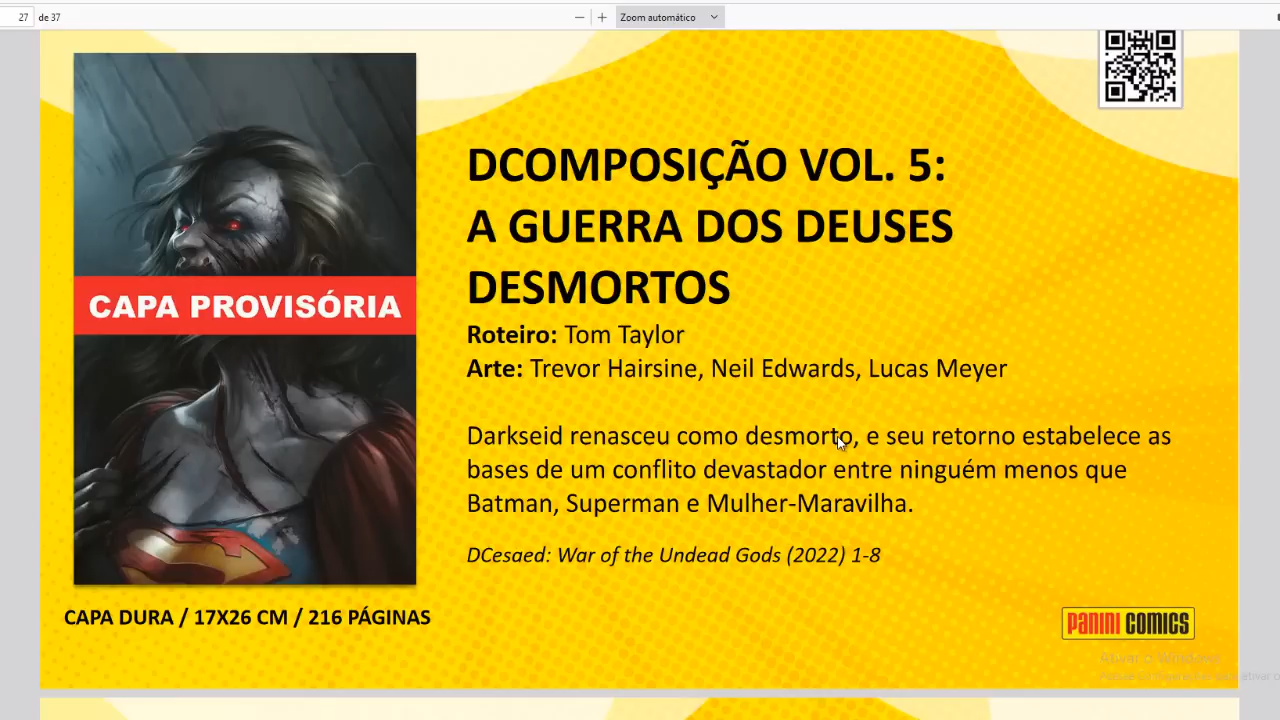 27 de 37
Zoom automático
DCOMPOSIÇÃO VOL. 5:
A GUERRA DOS DEUSES
DESMORTOS
Roteiro: Tom Taylor
Arte: Trevor Hairsine, Neil Edwards, Lucas Meyer
CAPA PROVISÓRIA
Darkseid renasceu como desmorto, e seu retorno estabelece as
bases de um conflito devastador entre ninguém menos que
Batman, Superman e Mulher-Maravilha.
DCesaed: War of the Undead Gods (2022) 1-8
CAPA DURA / 17X26 CM / 216 PÁGINAS
PANINI COMICS
Ativar o Windows